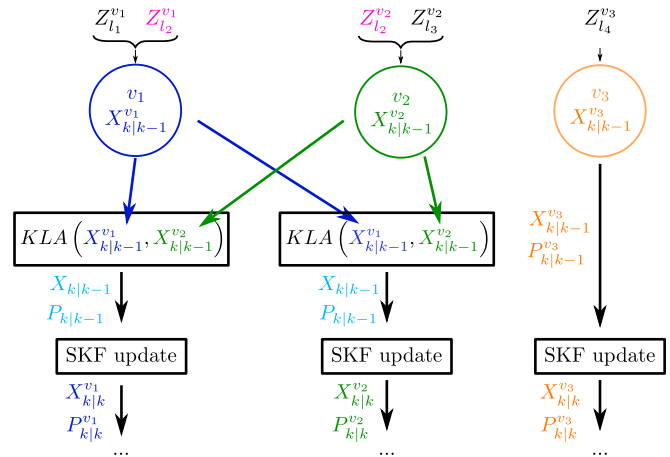 Z_{l_1}^{v_1} Z_{l_2}^{v_1} Z_{l_2}^{v_2} Z_{l_3}^{v_2} Z_{l_4}^{v_3}
v_1 v_2 v_3
X_{k|k-1}^{v_1} X_{k|k-1}^{v_2} X_{k|k-1}^{v_3}
KLA(X_{k|k-1}^{v_1}, X_{k|k-1}^{v_2}) KLA(X_{k|k-1}^{v_1}, X_{k|k-1}^{v_2}) X_{k|k-1}^{v_3}
P_{k|k-1}^{v_3}
X_{k|k-1} X_{k|k-1}
P_{k|k-1} P_{k|k-1}
SKF update SKF update SKF update
X_{k|k}^{v_1} X_{k|k}^{v_2} X_{k|k}^{v_3}
P_{k|k}^{v_1} P_{k|k}^{v_2} P_{k|k}^{v_3}
... ... ...